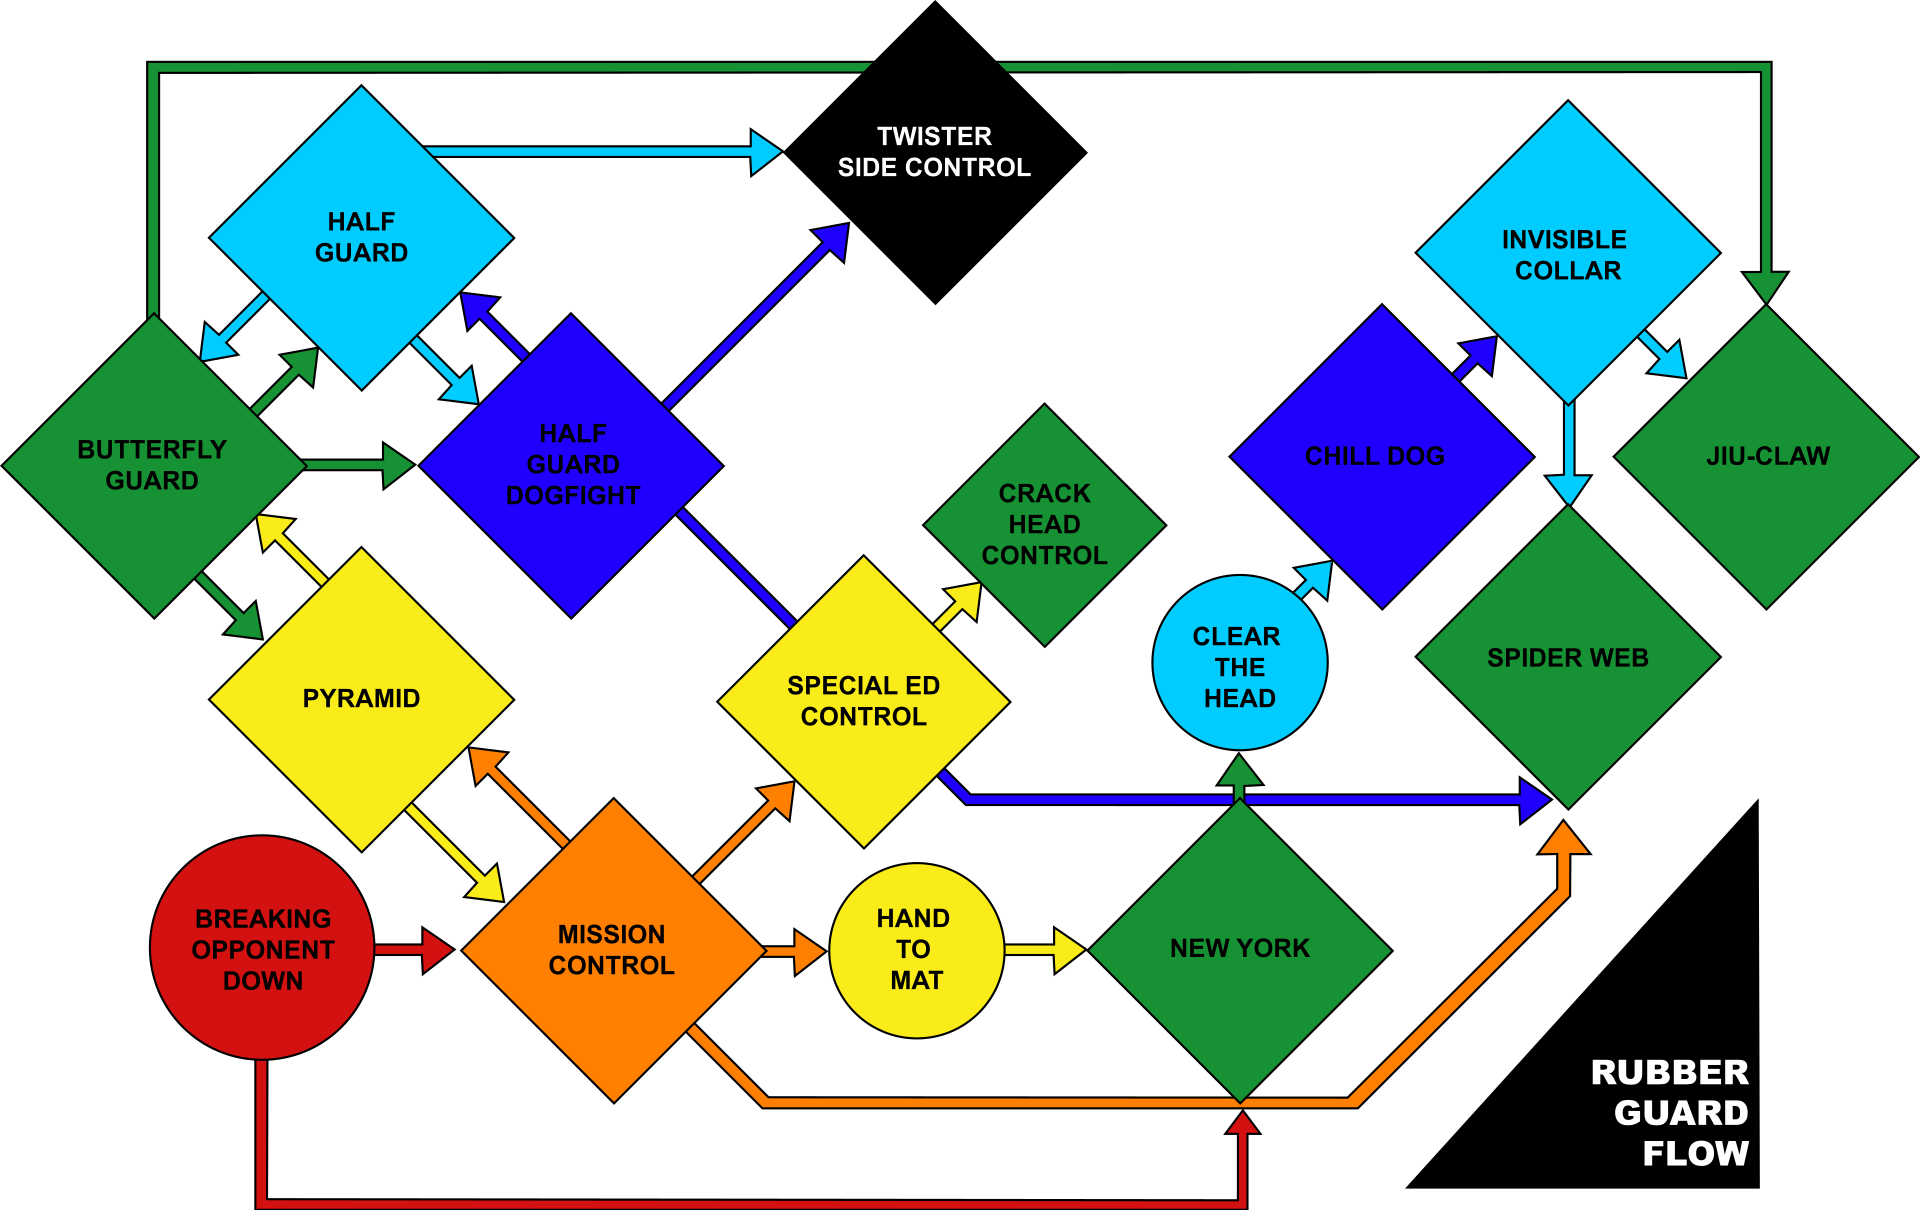 TWISTER
SIDE CONTROL
HALF
GUARD
INVISIBLE
COLLAR
BUTTERFLY
GUARD
HALF
GUARD
DOGFIGHT
CRACK
HEAD
CONTROL
CHILL DOG
JIU-CLAW
PYRAMID
SPECIAL ED
CONTROL
CLEAR
THE
HEAD
SPIDER WEB
BREAKING
OPPONENT
DOWN
MISSION
CONTROL
HAND
TO
MAT
NEW YORK
RUBBER
GUARD
FLOW